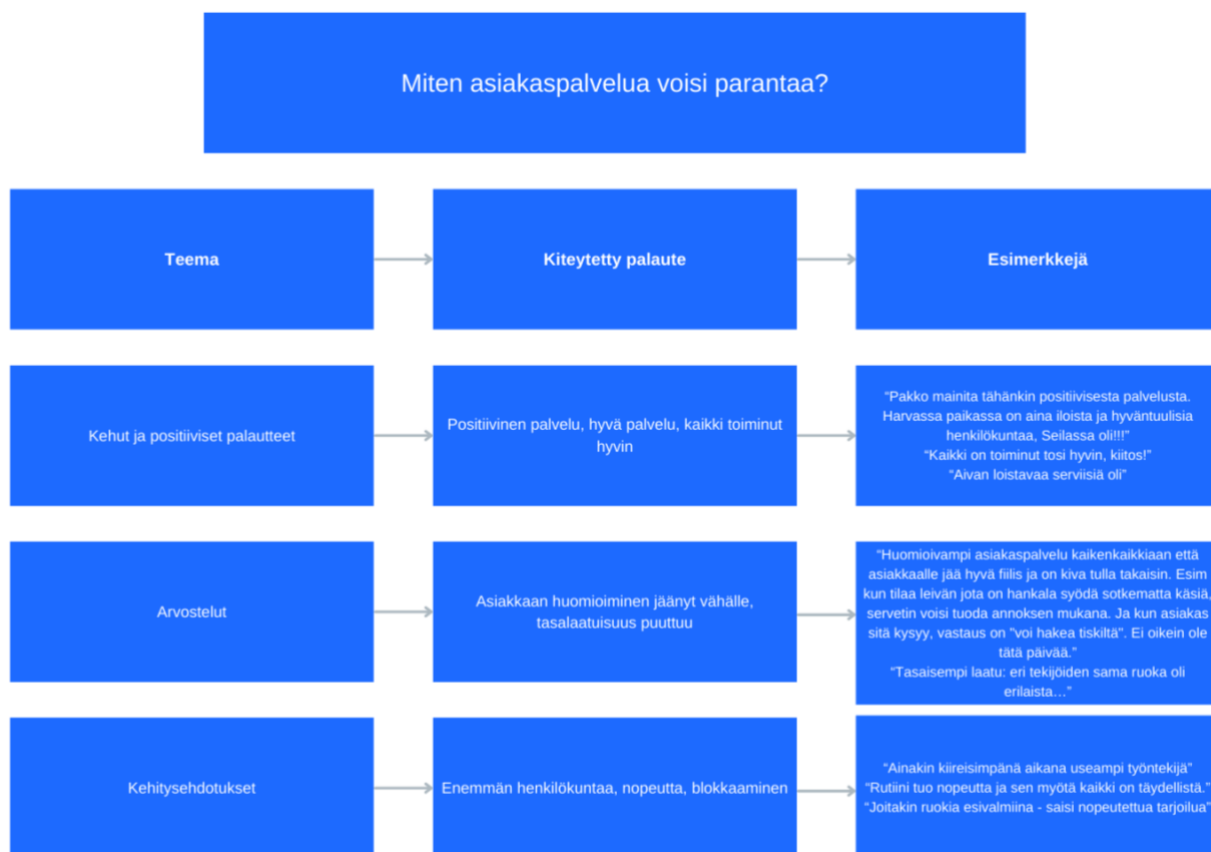 Miten asiakaspalvelua voisi parantaa?
Teema
Kiteytetty palaute
Esimerkkejä
Kehut ja positiiviset palautteet
Positiivinen palvelu, hyvä palvelu, kaikki toiminut
hyvin
“Pakko mainita tähänkin positiivisesta palvelusta.
Harvassa paikassa on aina iloista ja hyväntuulisia
henkilökuntaa, Seilassa oli!!!”
“Kaikki on toiminut tosi hyvin, kiitos!”
“Aivan loistavaa serviisiä oli”
Arvostelut
Asiakkaan huomioiminen jäänyt vähälle,
tasalaatuisuus puuttuu
“Huomioivampi asiakaspalvelu kaikenkaikkiaan että
asiakkaalle jää hyvä fiilis ja on kiva tulla takaisin. Esim
kun tilaa leivän jota on hankala syödä sotkematta käsiä,
servetin voisi tuoda annoksen mukana. Ja kun asiakas
sitä kysyy, vastaus on "voi hakea tiskiltä". Ei oikein ole
tätä päivää.”
“Tasaisempi laatu: eri tekijöiden sama ruoka oli
erilaista…”
Kehitysehdotukset
Enemmän henkilökuntaa, nopeutta, blokkaaminen
“Ainakin kiireisimpänä aikana useampi työntekijä”
“Rutiini tuo nopeutta ja sen myötä kaikki on täydellistä.”
“Joitakin ruokia esivalmiina - saisi nopeutettua tarjoilua”